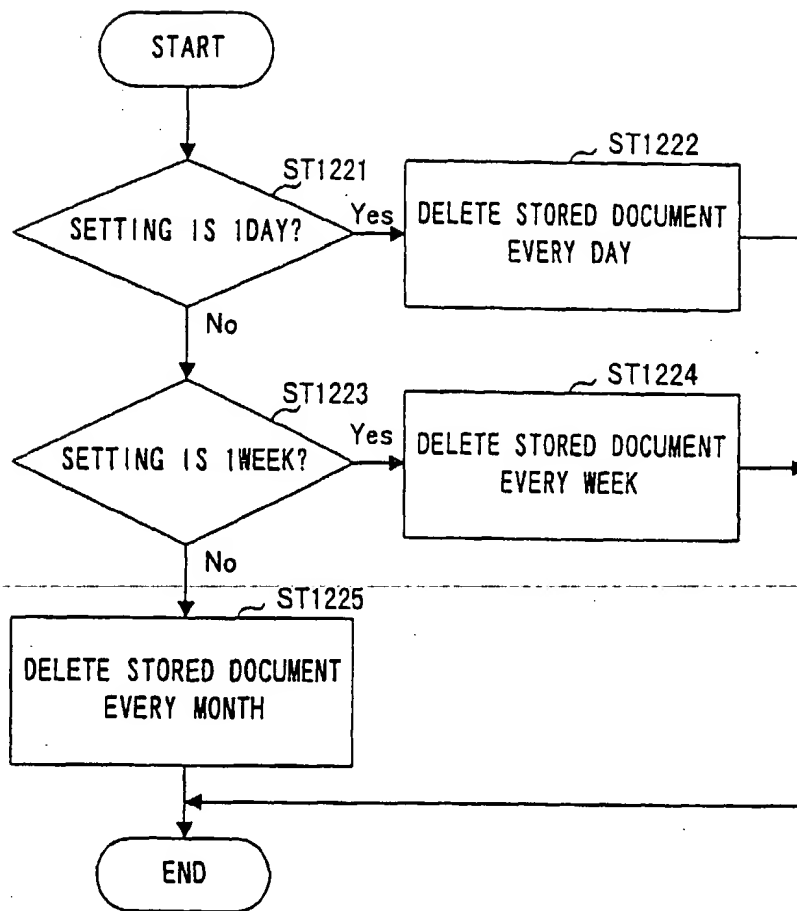 START
ST1221
SETTING IS 1DAY?
Yes
ST1222
DELETE STORED DOCUMENT
EVERY DAY
No
ST1223
SETTING IS 1WEEK?
Yes
ST1224
DELETE STORED DOCUMENT
EVERY WEEK
No
ST1225
DELETE STORED DOCUMENT
EVERY MONTH
END